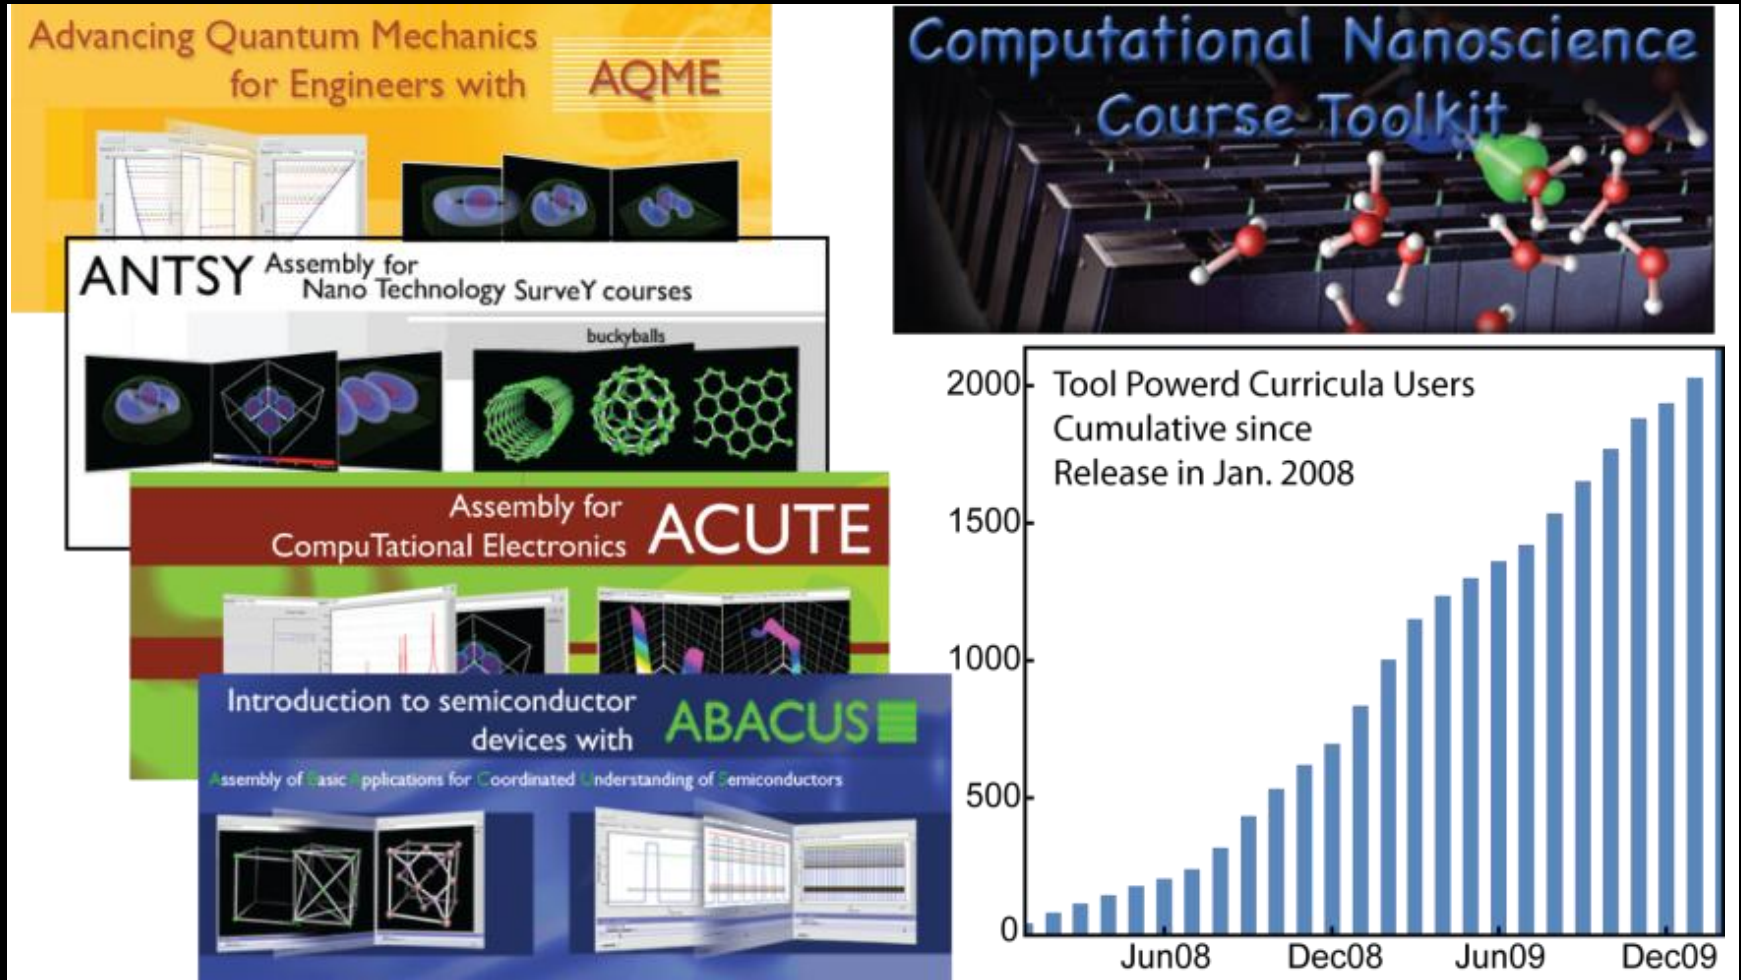 Advancing Quantum Mechanics
for Engineers with
AQME
ANTSY
Assembly for
Nano Technology SurveY courses
buckyballs
Assembly for
CompuTational Electronics
ACUTE
Introduction to semiconductor
devices with
ABACUS
Assembly of Basic Applications for Coordinated Understanding of Semiconductors
Computational Nanoscience
Course Toolkit
Tool Powerd Curricula Users
Cumulative since
Release in Jan. 2008
2000
1500
1000
500
0
Jun08
Dec08
Jun09
Dec09